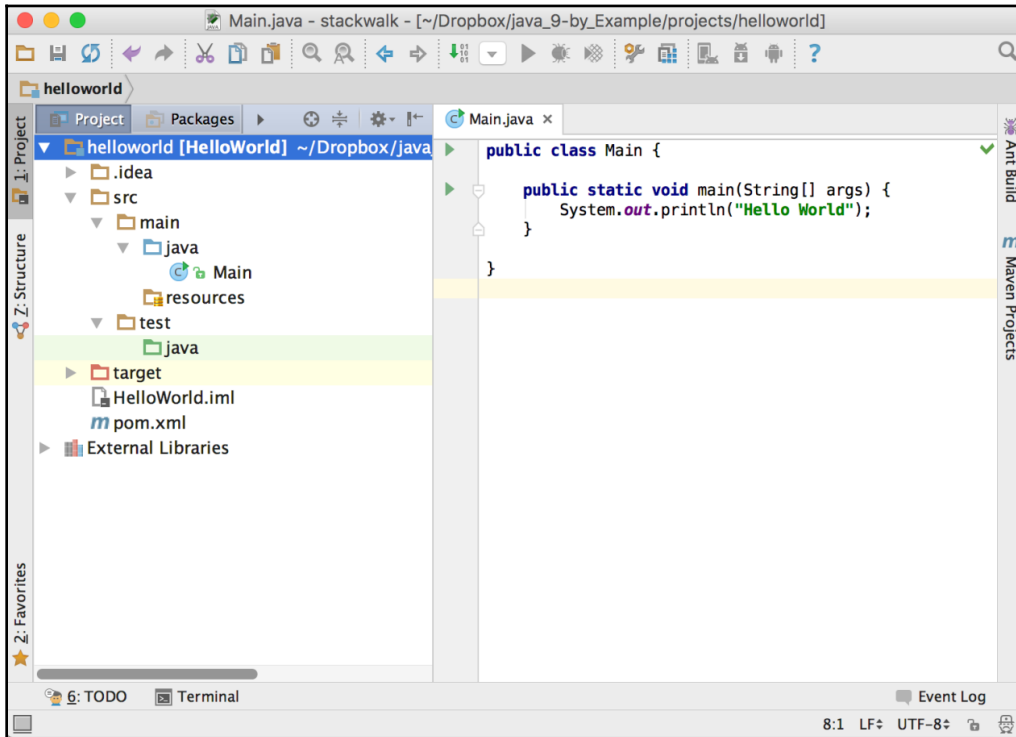 Main.java - stackwalk - [~/Dropbox/java_9-by_Example/projects/helloworld]
helloworld
1: Project
Z: Structure
2: Favorites
Project Packages
helloworld [HelloWorld] ~/Dropbox/java
.idea
src
main
java
Main
resources
test
java
target
HelloWorld.iml
m pom.xml
External Libraries
Main.java ×
public class Main {
public static void main(String[] args) {
System.out.println("Hello World");
}
}
Ant Build
m Maven Projects
6: TODO Terminal Event Log
8:1 LF UTF-8